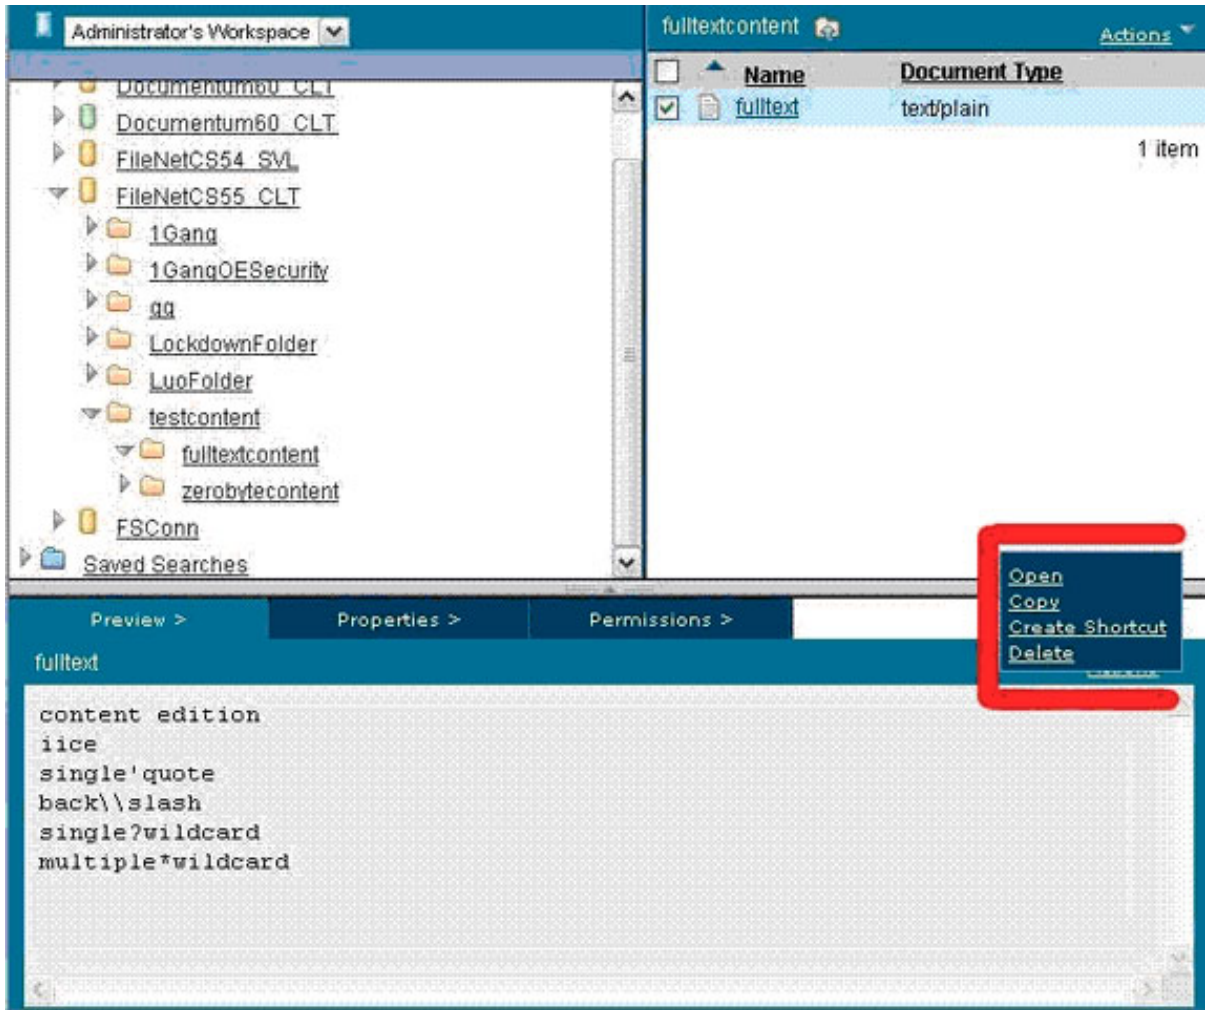 Administrator's Workspace
Documentum60_CLT
Documentum60_CLT
FileNetCS54_SVL
FileNetCS55_CLT
1Gang
1GangOESecurity
gg
LockdownFolder
LuoFolder
testcontent
fulltextcontent
zerobytecontent
FSConn
Saved Searches
fulltextcontent
Actions
Name Document Type
fulltext text/plain
1 item
Open
Copy
Create Shortcut
Delete
Preview > Properties > Permissions >
fulltext
content edition
iice
single'quote
back\\slash
single?wildcard
multiple*wildcard